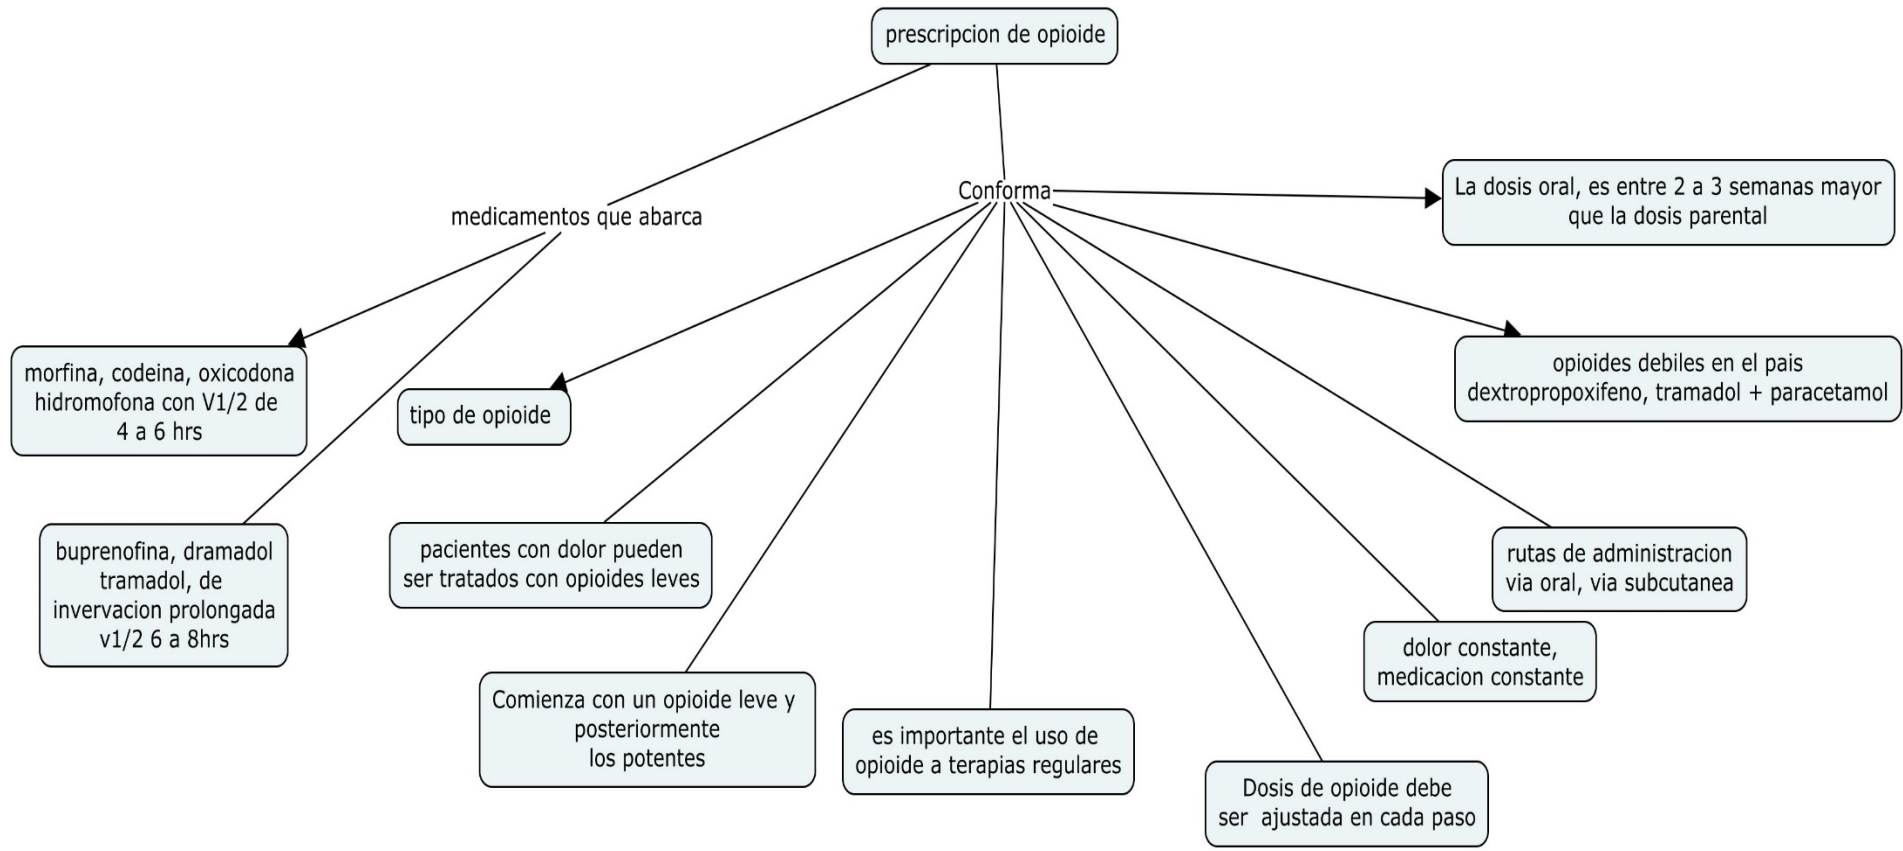 prescripcion de opioide
medicamentos que abarca
Conforma
La dosis oral, es entre 2 a 3 semanas mayor
que la dosis parental
morfina, codeina, oxicodona
hidromofona con V1/2 de
4 a 6 hrs
tipo de opioide
opioides debiles en el pais
dextropropoxifeno, tramadol + paracetamol
buprenofina, dramadol
tramadol, de
invervacion prolongada
v1/2 6 a 8hrs
pacientes con dolor pueden
ser tratados con opioides leves
rutas de administracion
via oral, via subcutanea
dolor constante,
medicacion constante
Comienza con un opioide leve y
posteriormente
los potentes
es importante el uso de
opioide a terapias regulares
Dosis de opioide debe
ser ajustada en cada paso